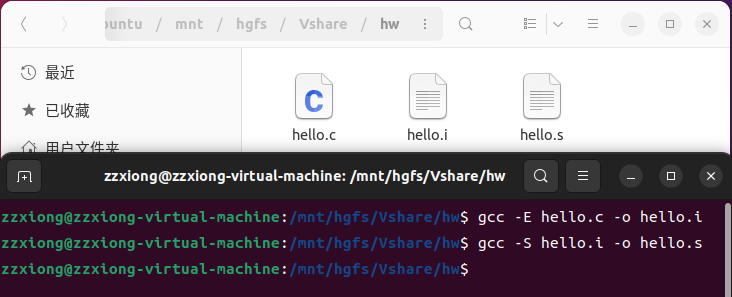 buntu / mnt / hgfs / Vshare / hw
最近
已收藏
用户文件夹
C
hello.c hello.i hello.s
zzxiong@zzxiong-virtual-machine: /mnt/hgfs/Vshare/hw
zzxiong@zzxiong-virtual-machine:/mnt/hgfs/Vshare/hw$ gcc -E hello.c -o hello.i
zzxiong@zzxiong-virtual-machine:/mnt/hgfs/Vshare/hw$ gcc -S hello.i -o hello.s
zzxiong@zzxiong-virtual-machine:/mnt/hgfs/Vshare/hw$